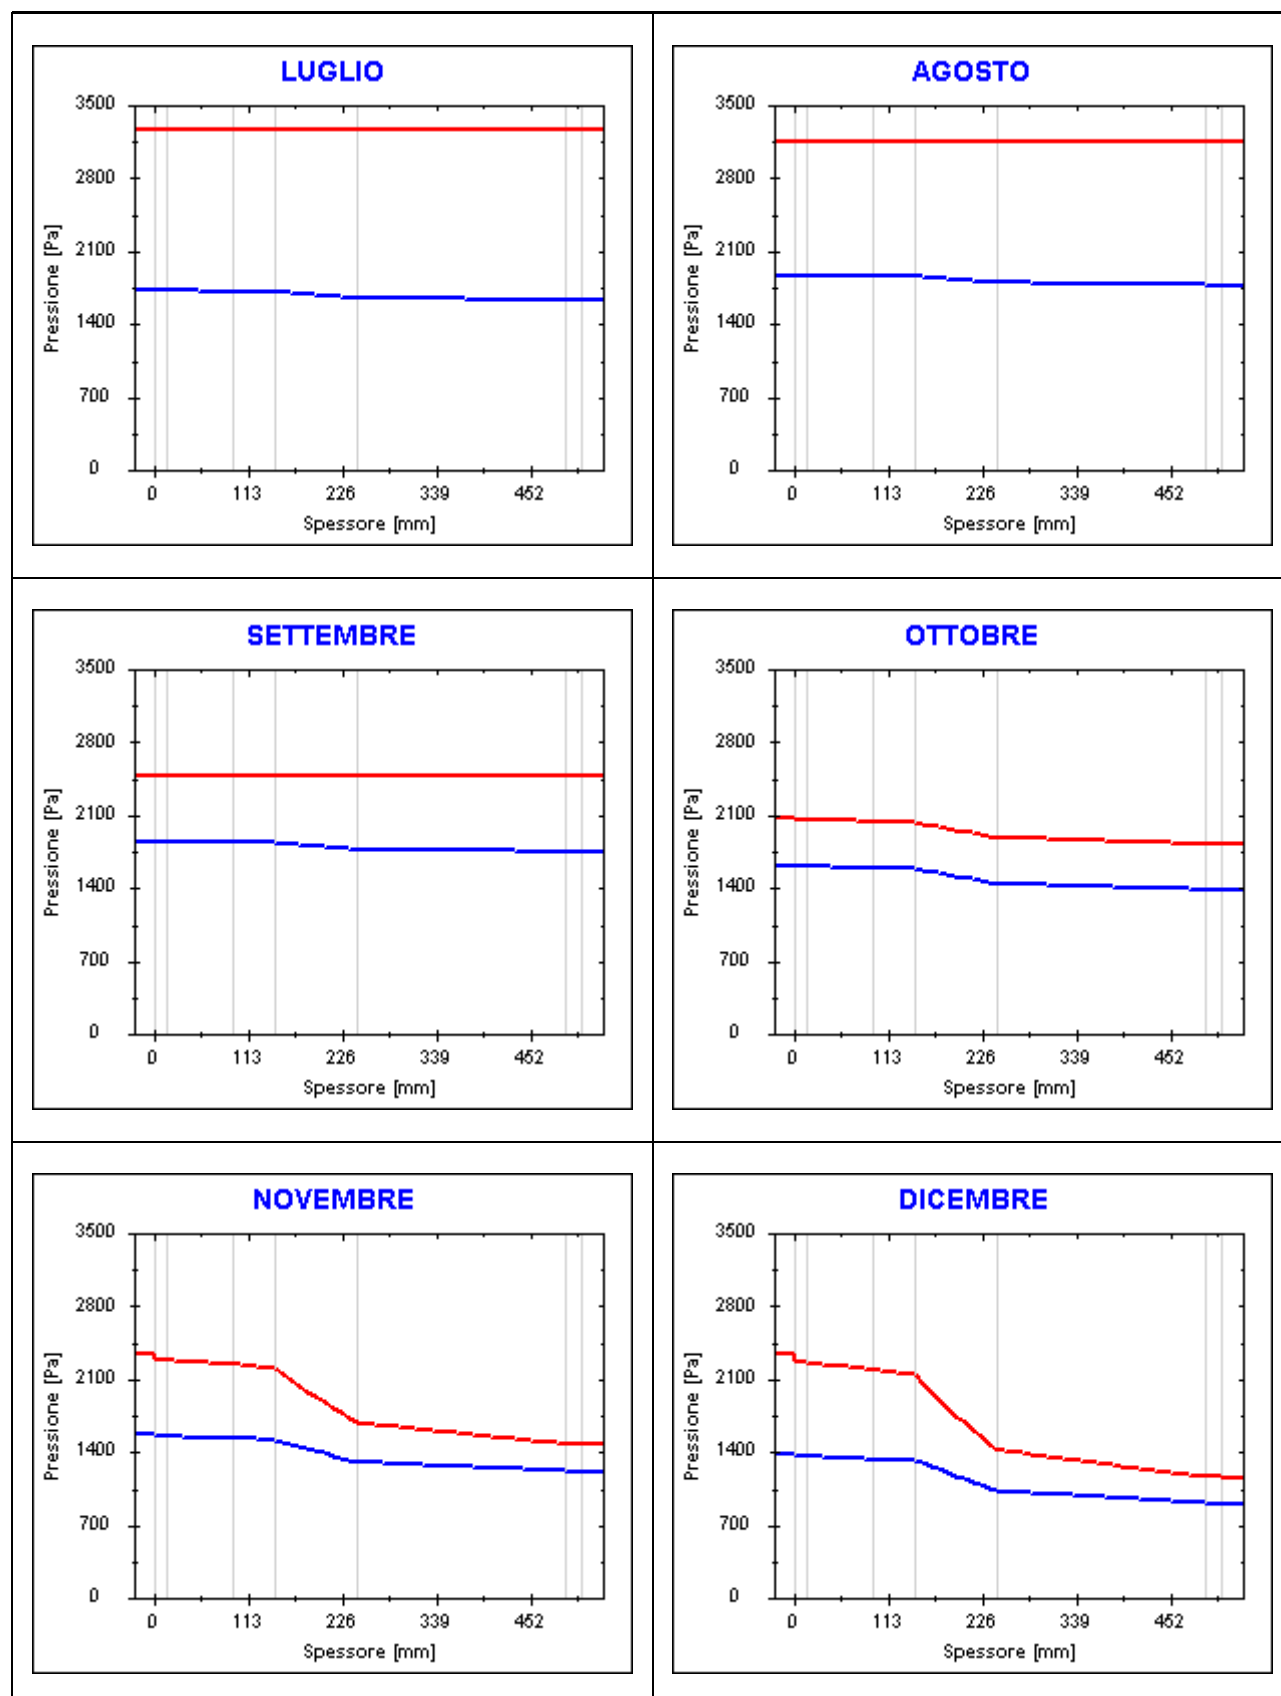 LUGLIO
3500
2800
2100
1400
700
0
Pressione [Pa]
0 113 226 339 452
Spessore [mm]
AGOSTO
3500
2800
2100
1400
700
0
Pressione [Pa]
0 113 226 339 452
Spessore [mm]
SETTEMBRE
3500
2800
2100
1400
700
0
Pressione [Pa]
0 113 226 339 452
Spessore [mm]
OTTOBRE
3500
2800
2100
1400
700
0
Pressione [Pa]
0 113 226 339 452
Spessore [mm]
NOVEMBRE
3500
2800
2100
1400
700
0
Pressione [Pa]
0 113 226 339 452
Spessore [mm]
DICEMBRE
3500
2800
2100
1400
700
0
Pressione [Pa]
0 113 226 339 452
Spessore [mm]